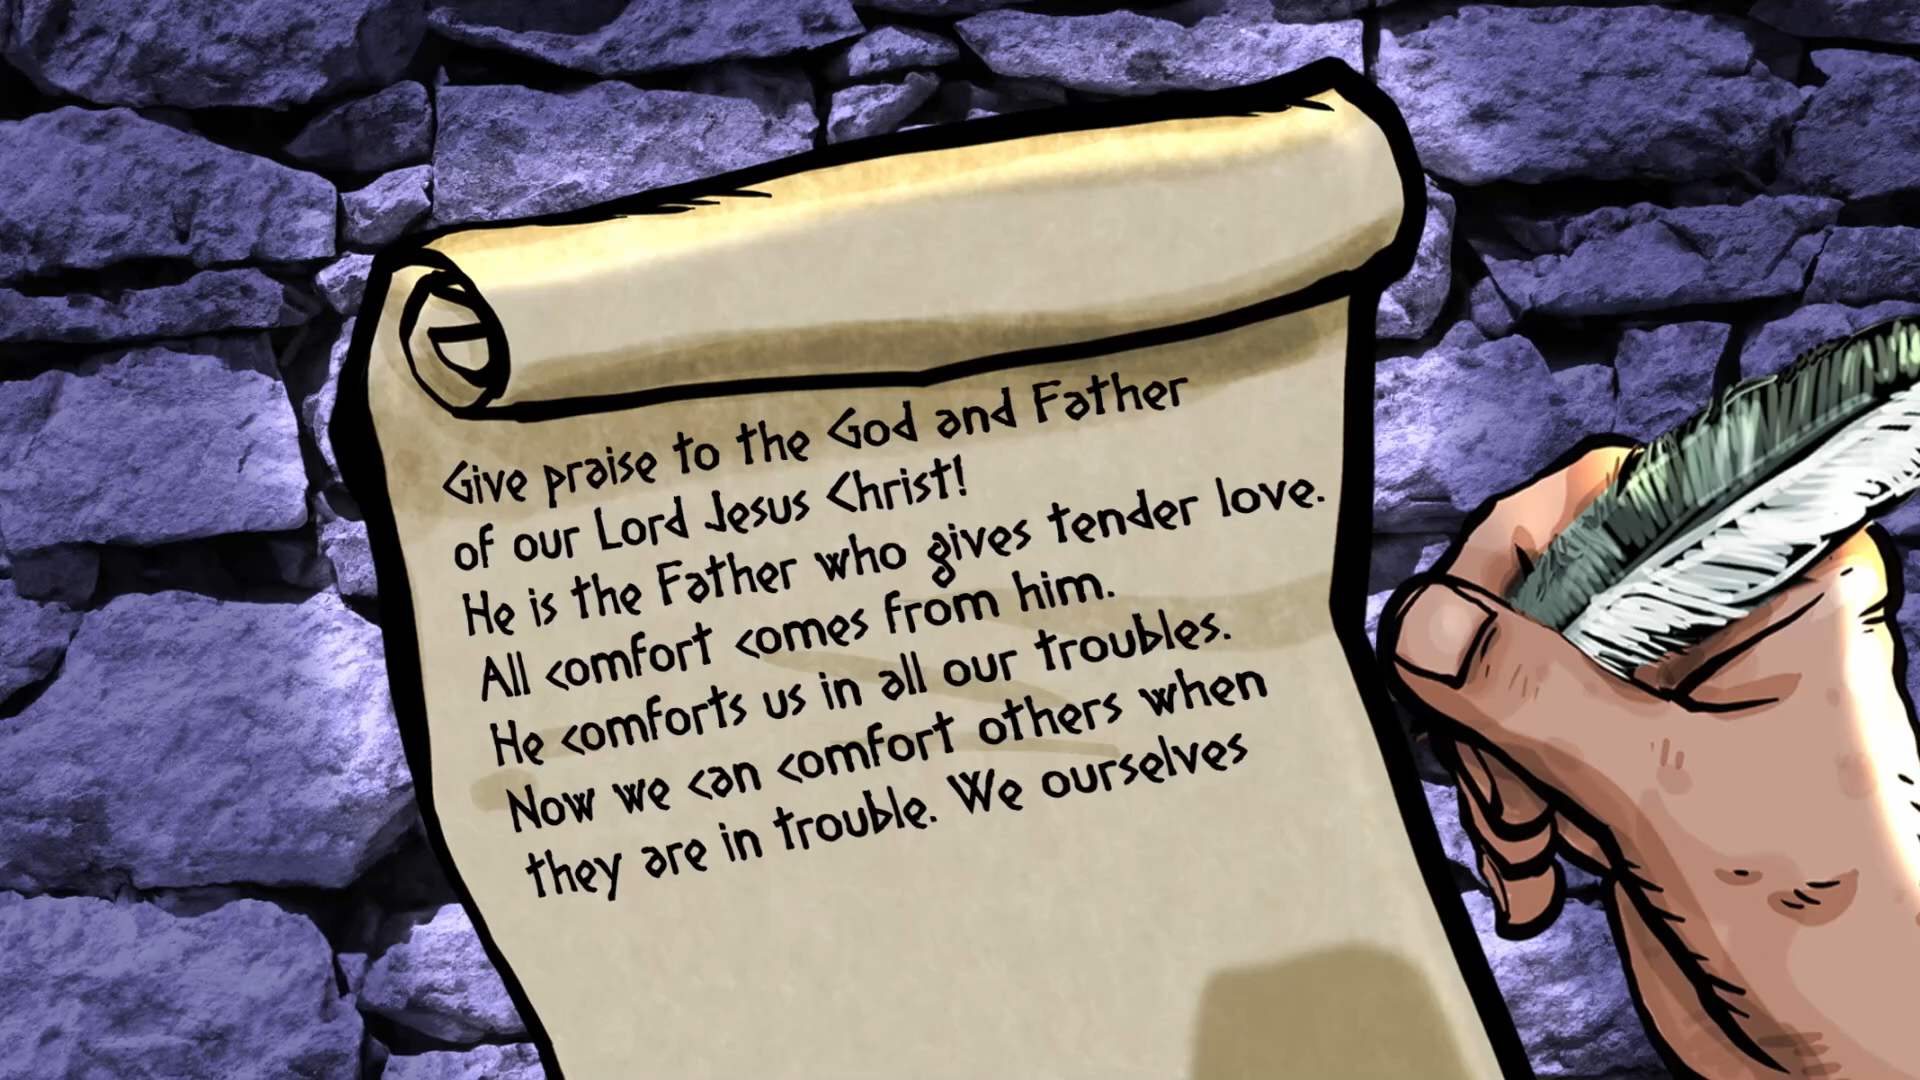 Give praise to the God and Father
of our Lord Jesus Christ!
He is the Father who gives tender love.
All comfort comes from him.
He comforts us in all our troubles.
Now we can comfort others when
they are in trouble. We ourselves